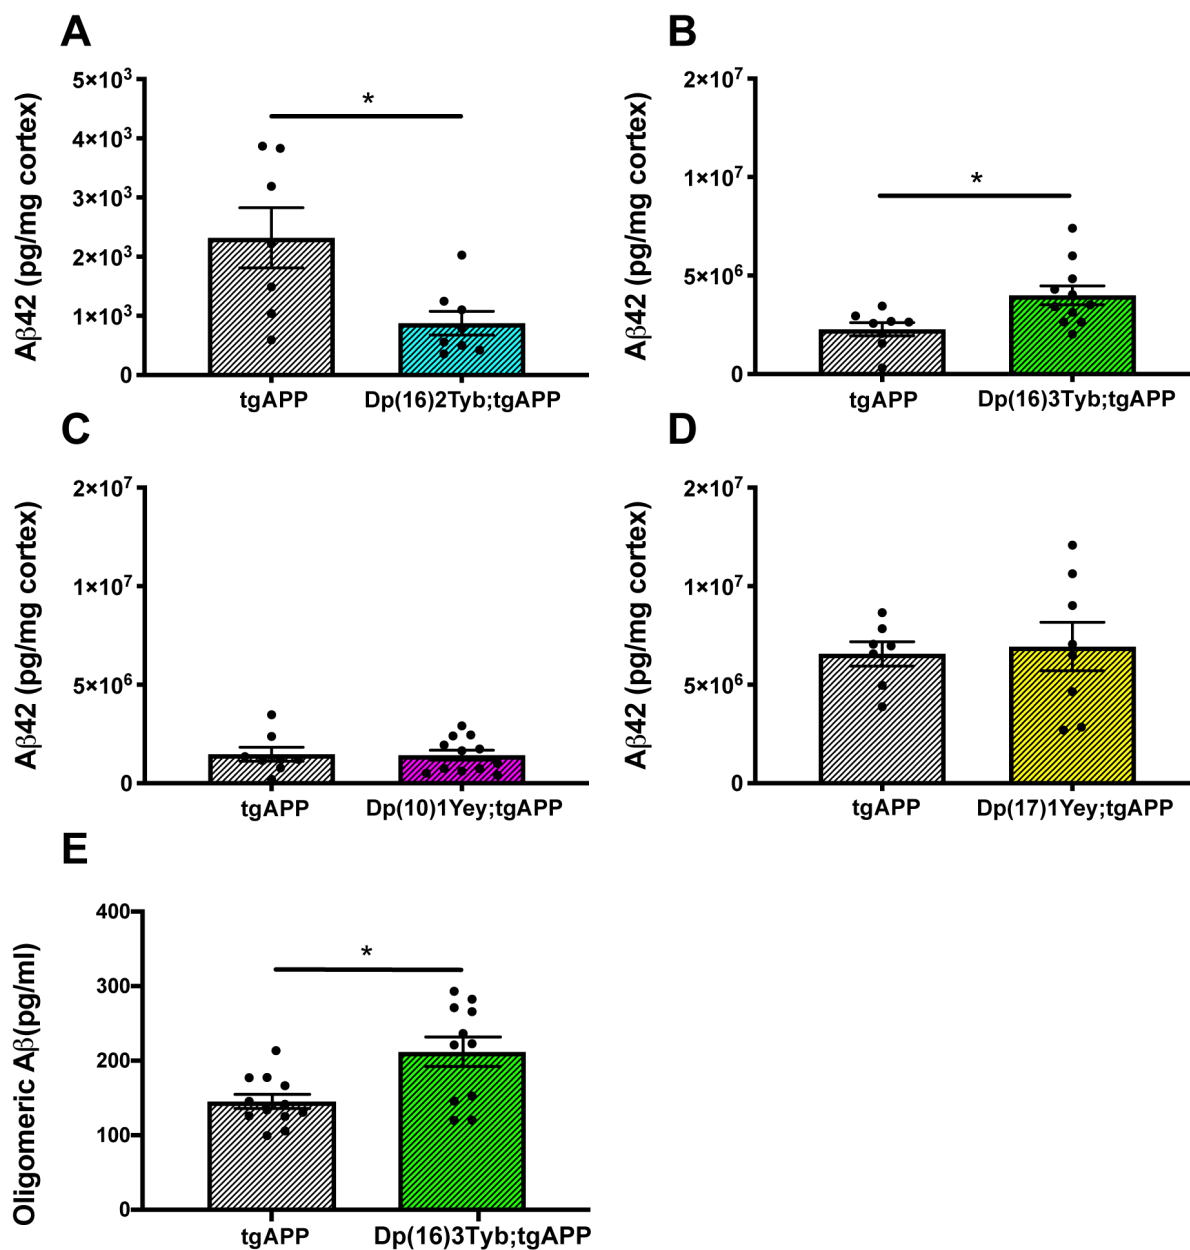 A
Aβ42 (pg/mg cortex)
5×10³
4×10³
3×10³
2×10³
1×10³
0
*
tgAPP
Dp(16)2Tyb;tgAPP
B
Aβ42 (pg/mg cortex)
2×10⁷
1×10⁷
5×10⁶
0
*
tgAPP
Dp(16)3Tyb;tgAPP
C
Aβ42 (pg/mg cortex)
2×10⁷
1×10⁷
5×10⁶
0
tgAPP
Dp(10)1Yey;tgAPP
D
Aβ42 (pg/mg cortex)
2×10⁷
1×10⁷
5×10⁶
0
tgAPP
Dp(17)1Yey;tgAPP
E
Oligomeric Aβ(pg/ml)
400
300
200
100
0
*
tgAPP
Dp(16)3Tyb;tgAPP